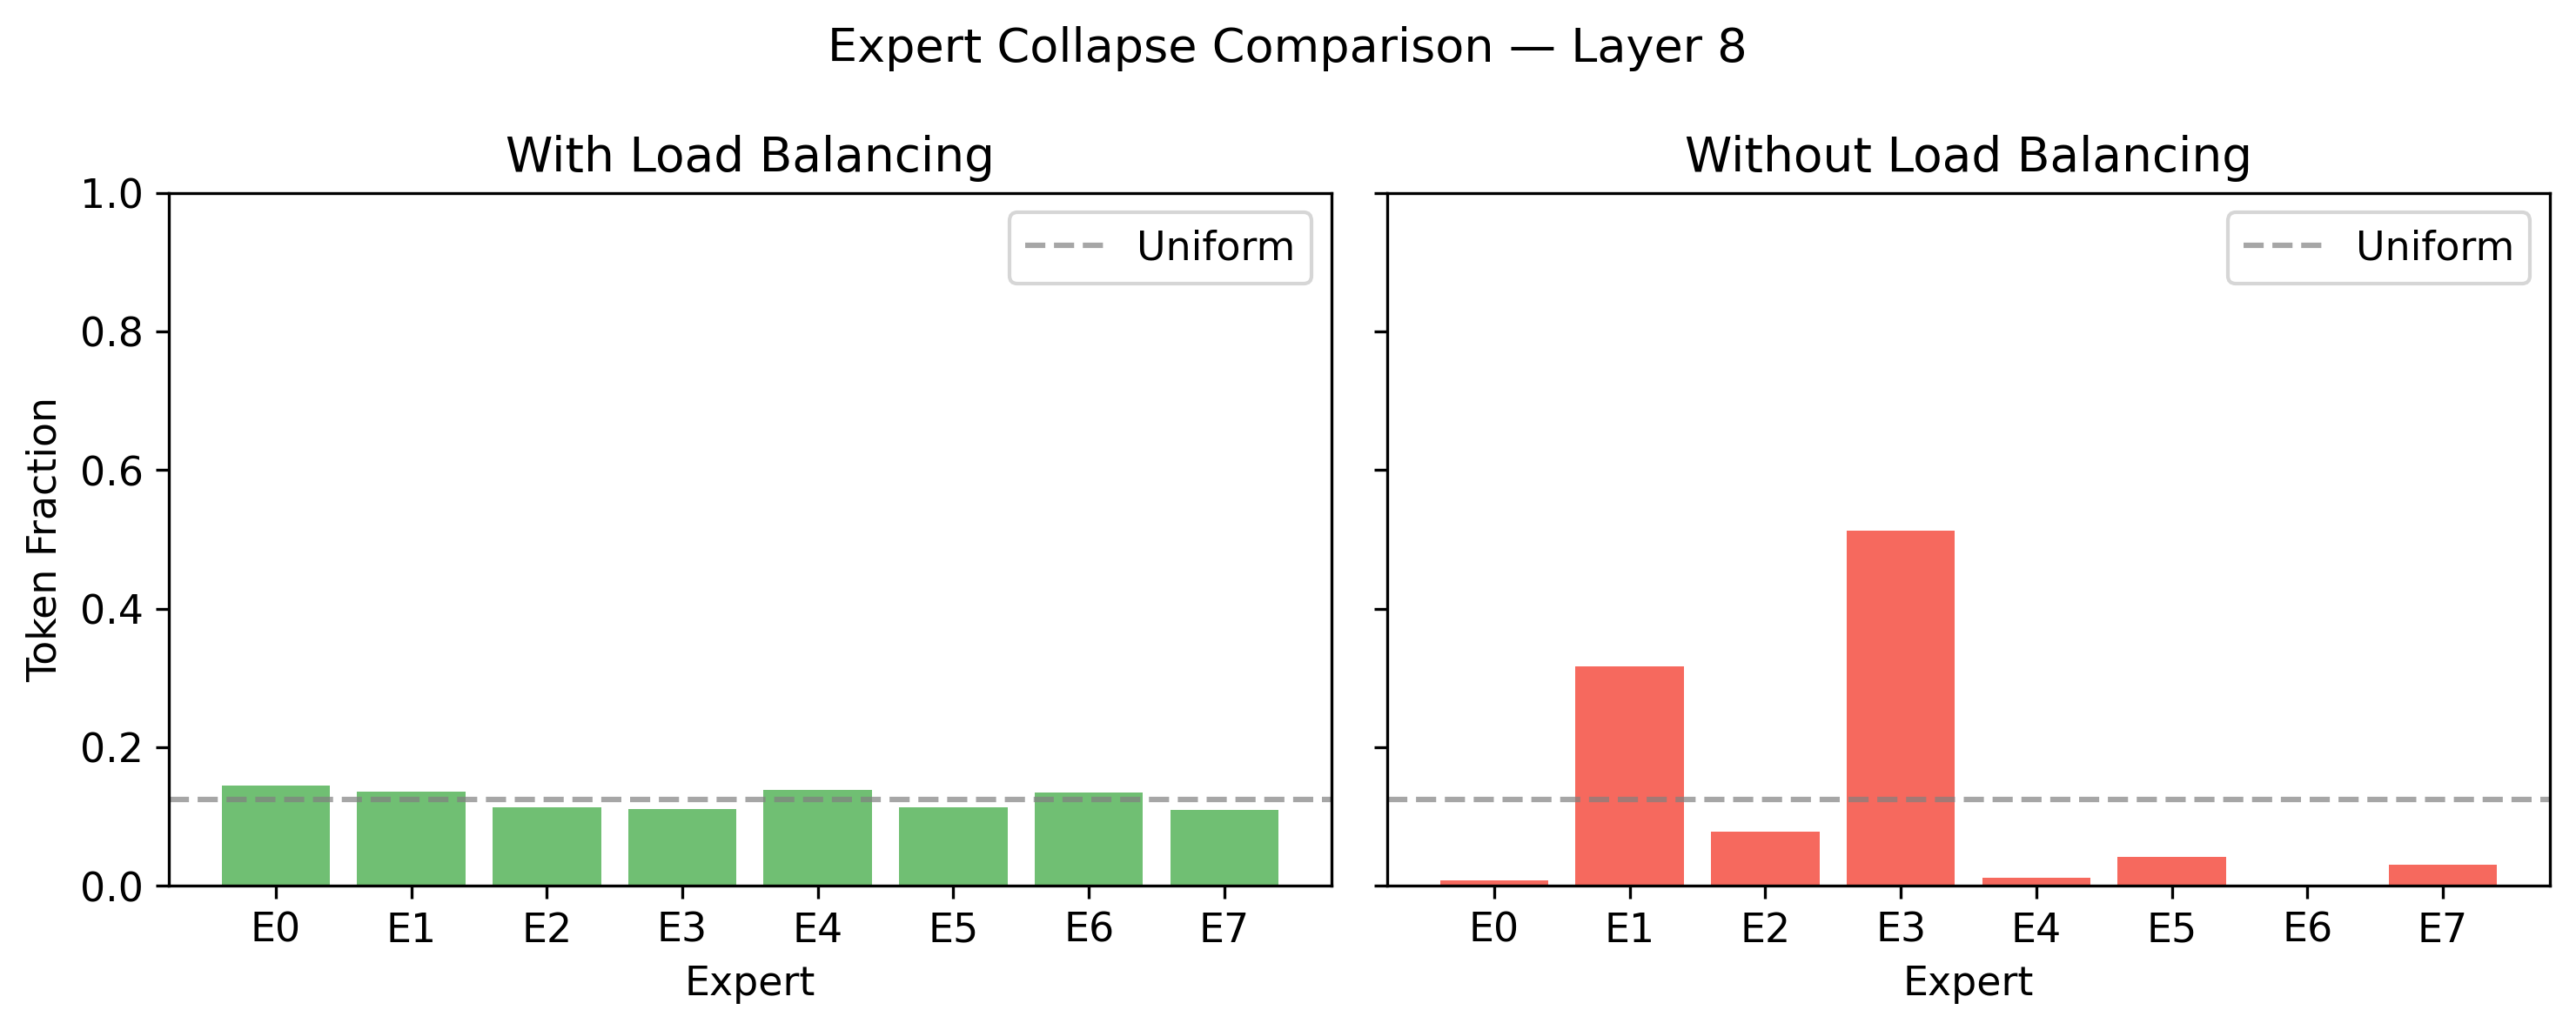 Expert Collapse Comparison — Layer 8
With Load Balancing
Uniform
1.0
0.8
0.6
0.4
0.2
0.0
Token Fraction
E0 E1 E2 E3 E4 E5 E6 E7
Expert
Without Load Balancing
Uniform
E0 E1 E2 E3 E4 E5 E6 E7
Expert